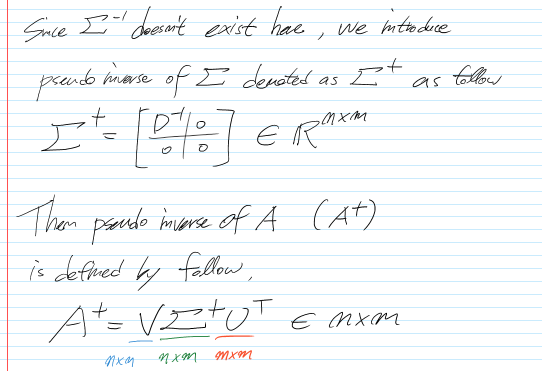 Since Σ⁻¹ doesn't exist here, we introduce
pseudo inverse of Σ denoted as Σ⁺ as follow
Σ⁺ = [D⁻¹ | 0 / 0 | 0] ∈ ℝⁿˣᵐ
Then pseudo inverse of A (A⁺)
is defined by follow,
A⁺ = VΣ⁺Uᵀ ∈ n×m
n×n n×m m×m